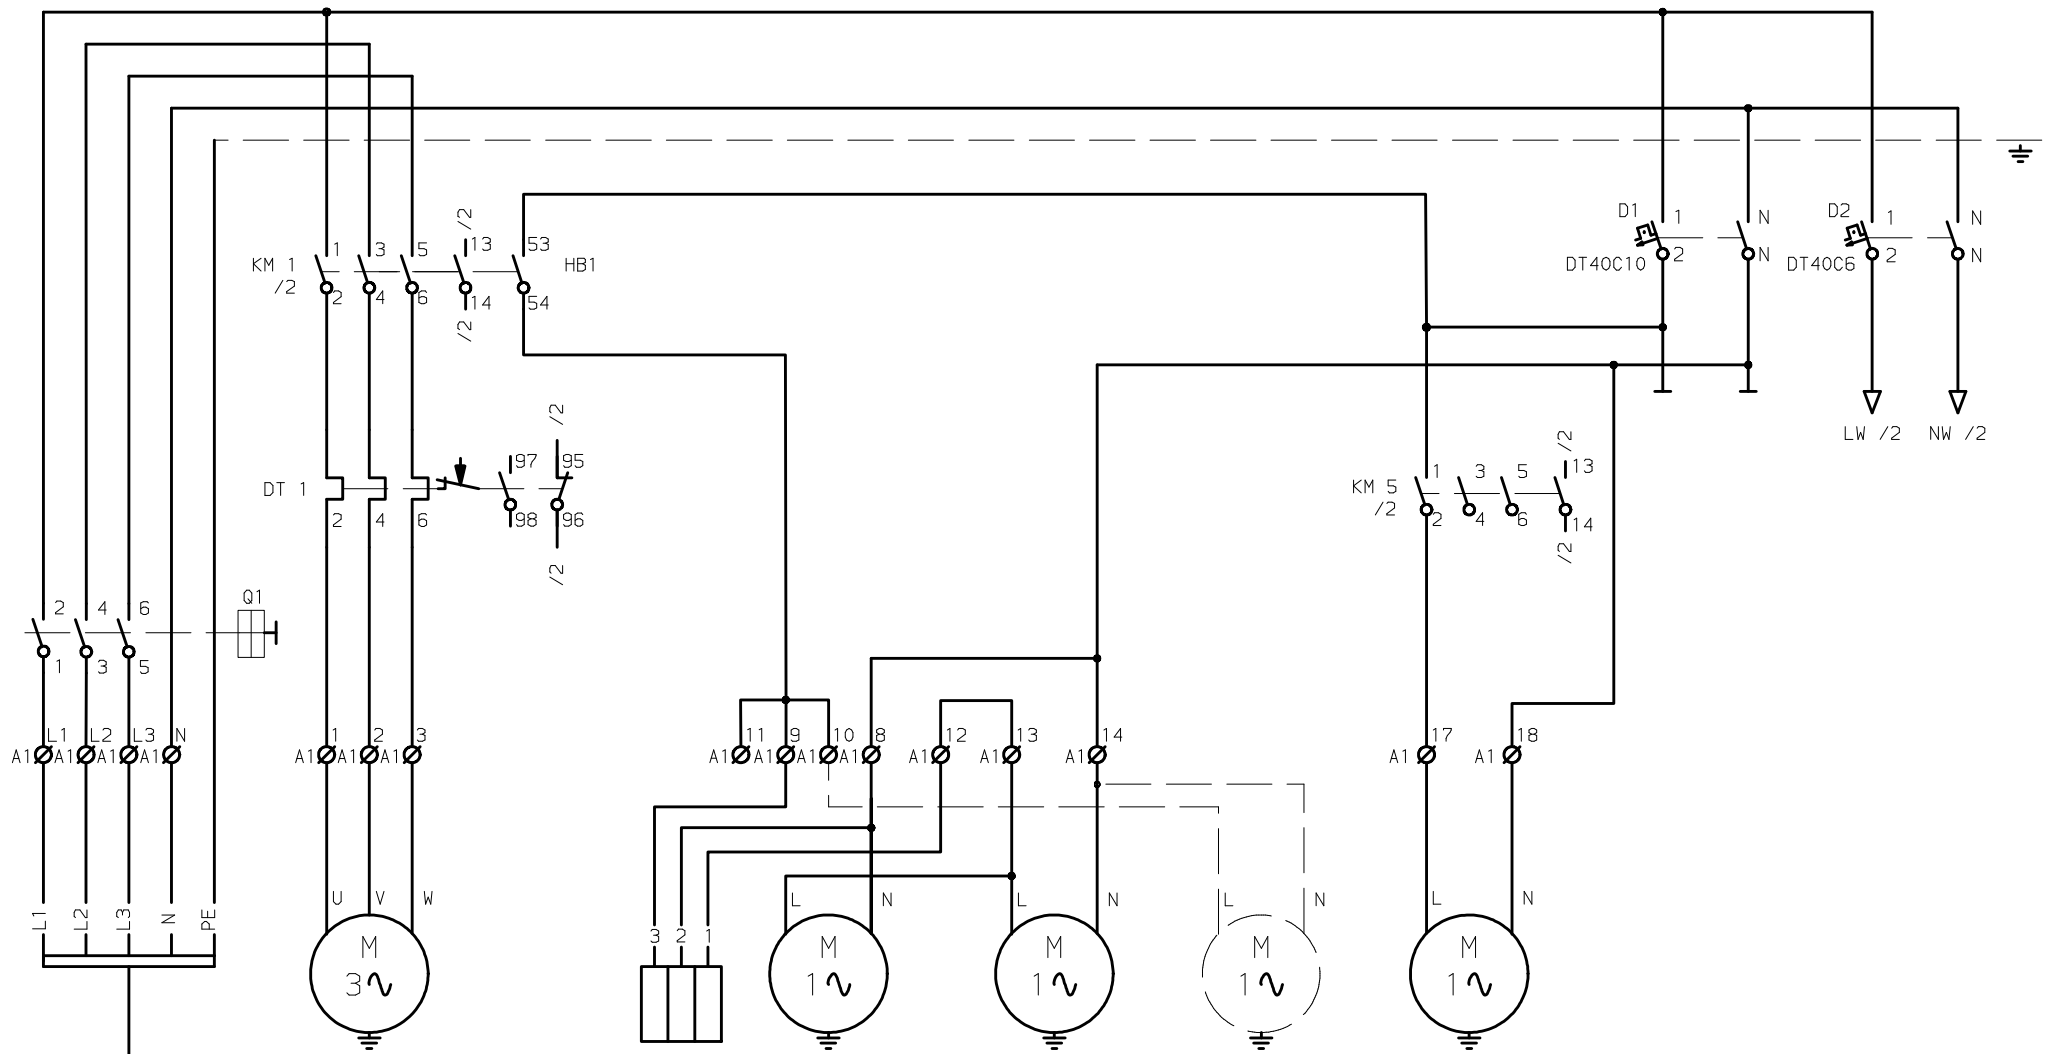 D1 1 N D2 1 N
DT40C10 2 N DT40C6 2 N
/2
KM 1 1 3 5 13 53 HB1
/2 2 4 6 14 54
/2
LW /2 NW /2
/2
DT 1 97 95
2 4 6 98 96
/2
/2
KM 5 1 3 5 13
/2 2 4 6 14
/2
Q1
2 4 6
1 3 5
L1 L2 L3 N 1 2 3 11 9 10 8 12 13 14 17 18
A1 A1 A1 A1 A1 A1 A1 A1 A1 A1 A1 A1 A1 A1 A1 A1
L1 L2 L3 N PE
U V W L N L N L N L N
3 2 1
M M M M M
3 1 1 1 1